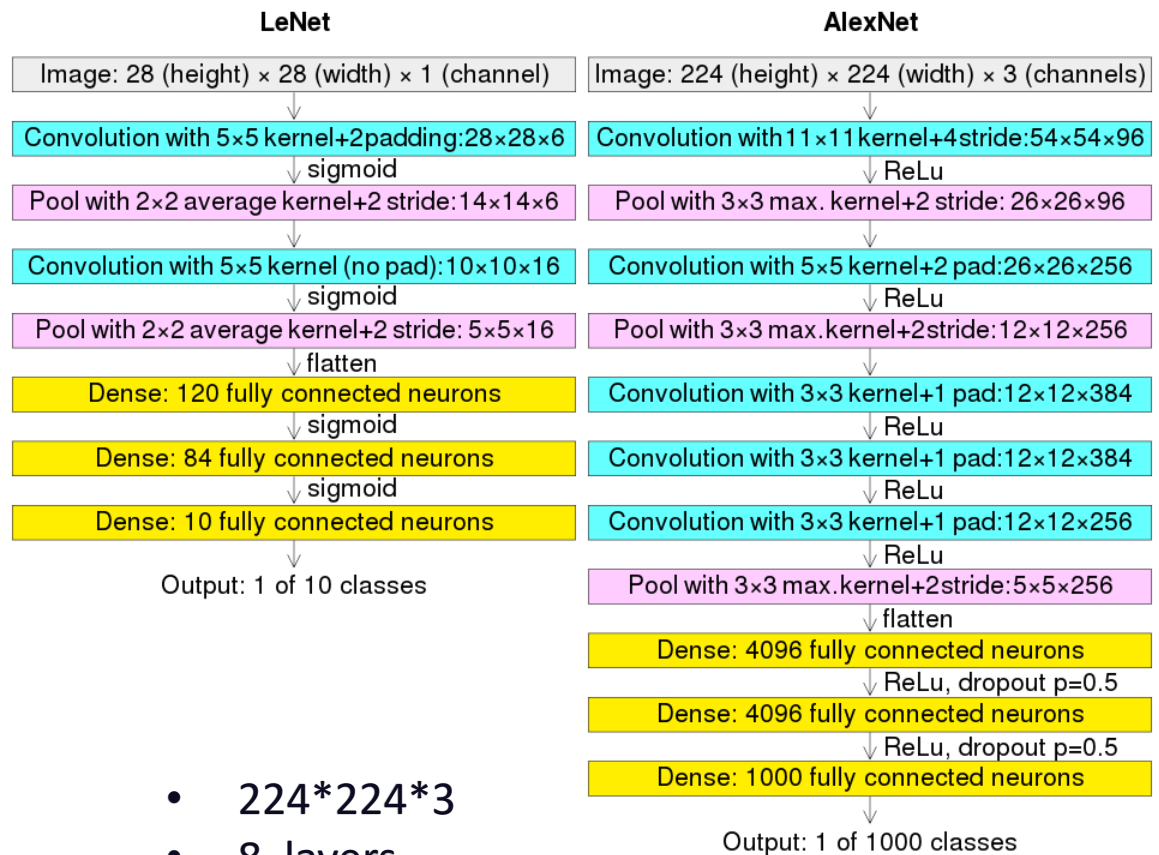 LeNet
Image: 28 (height) × 28 (width) × 1 (channel)
Convolution with 5×5 kernel+2padding:28×28×6
sigmoid
Pool with 2×2 average kernel+2 stride:14×14×6
Convolution with 5×5 kernel (no pad):10×10×16
sigmoid
Pool with 2×2 average kernel+2 stride: 5×5×16
flatten
Dense: 120 fully connected neurons
sigmoid
Dense: 84 fully connected neurons
sigmoid
Dense: 10 fully connected neurons
Output: 1 of 10 classes
AlexNet
Image: 224 (height) × 224 (width) × 3 (channels)
Convolution with 11×11 kernel+4 stride:54×54×96
ReLu
Pool with 3×3 max. kernel+2 stride: 26×26×96
Convolution with 5×5 kernel+2 pad:26×26×256
ReLu
Pool with 3×3 max.kernel+2stride:12×12×256
Convolution with 3×3 kernel+1 pad:12×12×384
ReLu
Convolution with 3×3 kernel+1 pad:12×12×384
ReLu
Convolution with 3×3 kernel+1 pad:12×12×256
ReLu
Pool with 3×3 max.kernel+2stride:5×5×256
flatten
Dense: 4096 fully connected neurons
ReLu, dropout p=0.5
Dense: 4096 fully connected neurons
ReLu, dropout p=0.5
Dense: 1000 fully connected neurons
Output: 1 of 1000 classes
• 224*224*3
• 8 layers